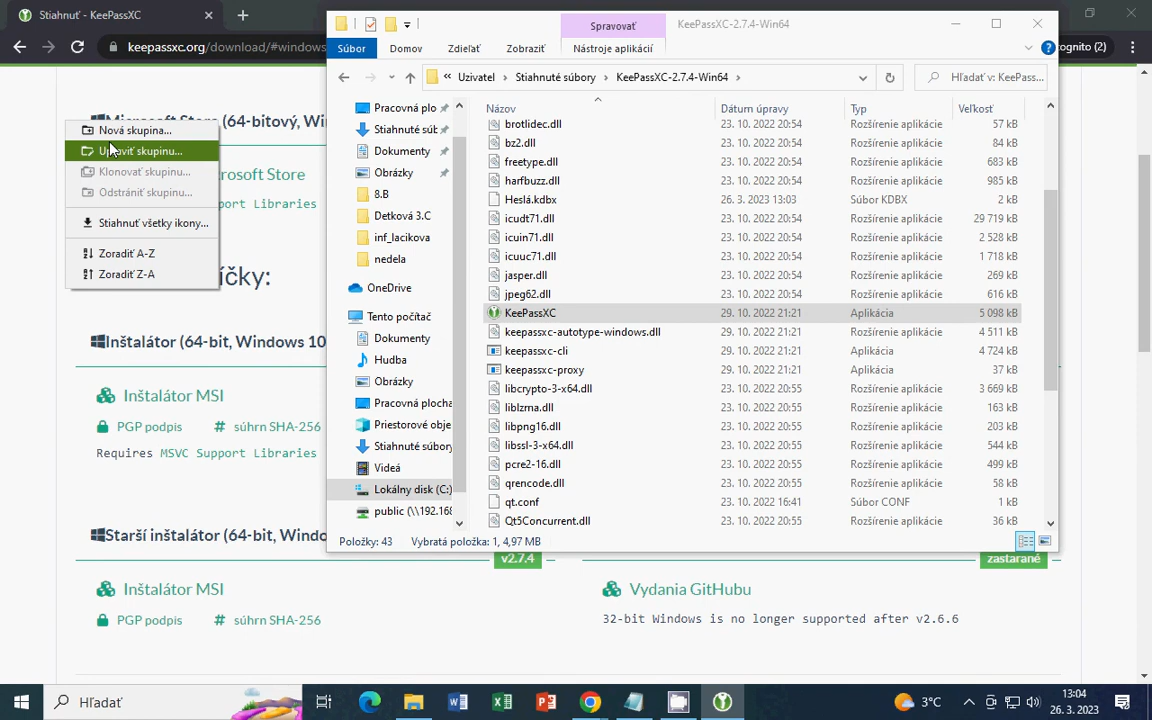 Stiahnuť - KeePassXC
keepassxc.org/download/#windows
ognito (2)
Microsoft Store (64-bitový, Wi
rosoft Store
port Libraries
íčky:
Inštalátor (64-bit, Windows 10
Inštalátor MSI
PGP podpis
súhrn SHA-256
Requires MSVC Support Libraries
Starší inštalátor (64-bit, Windo
v2.7.4
zastarané
Inštalátor MSI
PGP podpis
súhrn SHA-256
Vydania GitHubu
32-bit Windows is no longer supported after v2.6.6
Nová skupina...
Upraviť skupinu...
Klonovať skupinu...
Odstrániť skupinu...
Stiahnuť všetky ikony...
Zoradiť A-Z
Zoradiť Z-A
Spravovať
KeePassXC-2.7.4-Win64
Súbor
Domov
Zdieľať
Zobraziť
Nástroje aplikácií
« Uzivatel > Stiahnuté súbory > KeePassXC-2.7.4-Win64 >
Hľadať v: KeePass...
Pracovná plo
Stiahnuté súb
Dokumenty
Obrázky
8.B
Detková 3.C
inf_lacikova
nedela
OneDrive
Tento počítač
Dokumenty
Hudba
Obrázky
Pracovná plocha
Priestorové obje
Stiahnuté súbory
Videá
Lokálny disk (C:)
public (\\192.168
Názov Dátum úpravy Typ Veľkosť
brotlidec.dll 23. 10. 2022 20:54 Rozšírenie aplikácie 57 kB
bz2.dll 23. 10. 2022 20:54 Rozšírenie aplikácie 84 kB
freetype.dll 23. 10. 2022 20:54 Rozšírenie aplikácie 683 kB
harfbuzz.dll 23. 10. 2022 20:54 Rozšírenie aplikácie 985 kB
Heslá.kdbx 26. 3. 2023 13:03 Súbor KDBX 2 kB
icudt71.dll 23. 10. 2022 20:54 Rozšírenie aplikácie 29 719 kB
icuin71.dll 23. 10. 2022 20:54 Rozšírenie aplikácie 2 528 kB
icuuc71.dll 23. 10. 2022 20:54 Rozšírenie aplikácie 1 718 kB
jasper.dll 23. 10. 2022 20:54 Rozšírenie aplikácie 269 kB
jpeg62.dll 23. 10. 2022 20:54 Rozšírenie aplikácie 616 kB
KeePassXC 29. 10. 2022 21:21 Aplikácia 5 098 kB
keepassxc-autotype-windows.dll 29. 10. 2022 21:21 Rozšírenie aplikácie 4 511 kB
keepassxc-cli 29. 10. 2022 21:21 Aplikácia 4 724 kB
keepassxc-proxy 29. 10. 2022 21:21 Aplikácia 37 kB
libcrypto-3-x64.dll 23. 10. 2022 20:55 Rozšírenie aplikácie 3 669 kB
liblzma.dll 23. 10. 2022 20:55 Rozšírenie aplikácie 163 kB
libpng16.dll 23. 10. 2022 20:55 Rozšírenie aplikácie 203 kB
libssl-3-x64.dll 23. 10. 2022 20:55 Rozšírenie aplikácie 544 kB
pcre2-16.dll 23. 10. 2022 20:55 Rozšírenie aplikácie 499 kB
qrencode.dll 23. 10. 2022 20:55 Rozšírenie aplikácie 58 kB
qt.conf 23. 10. 2022 16:41 Súbor CONF 1 kB
Qt5Concurrent.dll 23. 10. 2022 20:55 Rozšírenie aplikácie 36 kB
Položky: 43 Vybratá položka: 1, 4,97 MB
Hľadať
3°C
13:04
26. 3. 2023